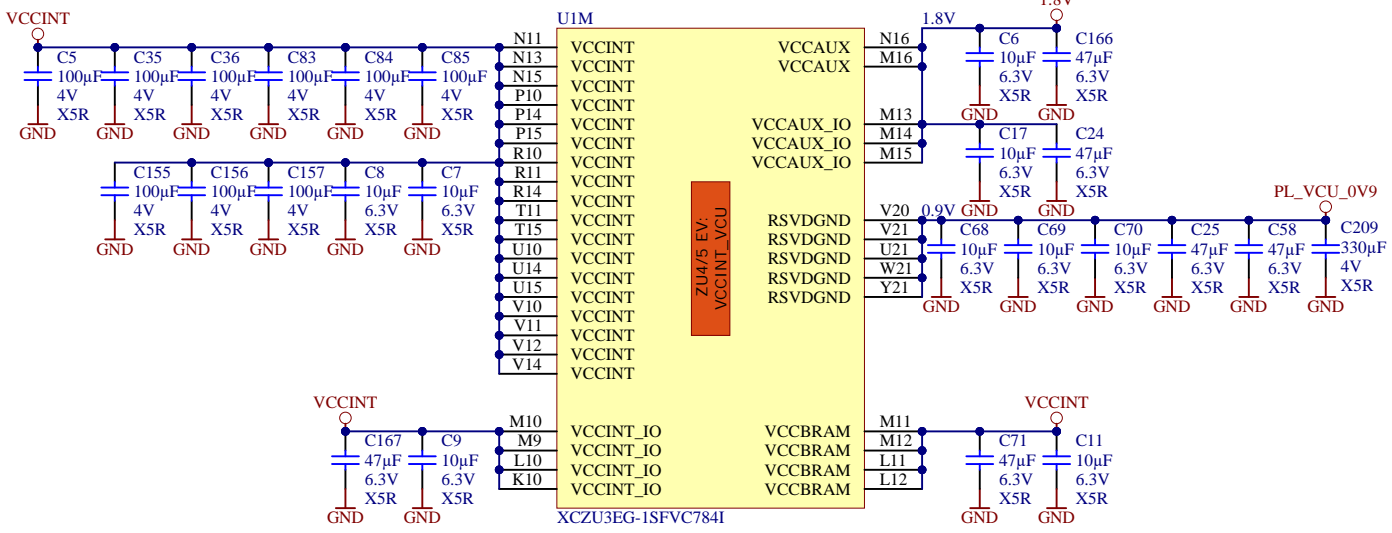 VCCINT
U1M
1.8V
1.8V
N11 VCCINT
N13 VCCINT
N15 VCCINT
P10 VCCINT
P14 VCCINT
P15 VCCINT
R10 VCCINT
R11 VCCINT
R14 VCCINT
T11 VCCINT
T15 VCCINT
U10 VCCINT
U14 VCCINT
U15 VCCINT
V10 VCCINT
V11 VCCINT
V12 VCCINT
V14 VCCINT
C5 C35 C36 C83 C84 C85
100µF 100µF 100µF 100µF 100µF 100µF
4V 4V 4V 4V 4V 4V
X5R X5R X5R X5R X5R X5R
GND GND GND GND GND GND
C155 C156 C157 C8 C7
100µF 100µF 100µF 10µF 10µF
4V 4V 4V 6.3V 6.3V
X5R X5R X5R X5R X5R
GND GND GND GND GND
VCCINT
M10 VCCINT_IO
M9 VCCINT_IO
L10 VCCINT_IO
K10 VCCINT_IO
C167 C9
47µF 10µF
6.3V 6.3V
X5R X5R
GND GND
ZU4/5 EV:
VCCINT_VCU
VCCAUX N16
VCCAUX M16
VCCAUX_IO M13
VCCAUX_IO M14
VCCAUX_IO M15
C6 C166
10µF 47µF
6.3V 6.3V
X5R X5R
GND GND
C17 C24
10µF 47µF
6.3V 6.3V
X5R X5R
GND GND
PL_VCU_0V9
0.9V
RSVDGND V20
RSVDGND V21
RSVDGND U21
RSVDGND W21
RSVDGND Y21
C68 C69 C70 C25 C58 C209
10µF 10µF 10µF 47µF 47µF 330µF
6.3V 6.3V 6.3V 6.3V 6.3V 4V
X5R X5R X5R X5R X5R X5R
GND GND GND GND GND GND
VCCINT
VCCBRAM M11
VCCBRAM M12
VCCBRAM L11
VCCBRAM L12
C71 C11
47µF 10µF
6.3V 6.3V
X5R X5R
GND GND
XCZU3EG-1SFVC784I